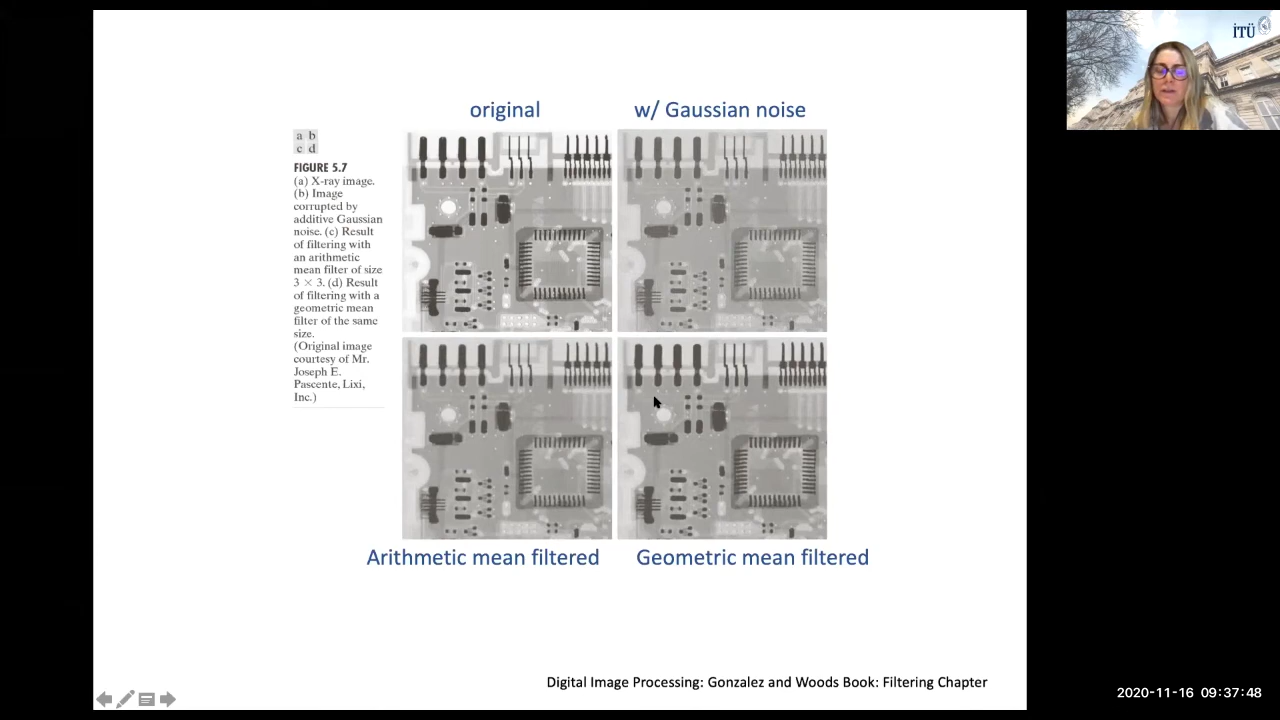 İTÜ
original
w/ Gaussian noise
a b
c d
FIGURE 5.7
(a) X-ray image.
(b) Image
corrupted by
additive Gaussian
noise. (c) Result
of filtering with
an arithmetic
mean filter of size
3 × 3. (d) Result
of filtering with a
geometric mean
filter of the same
size.
(Original image
courtesy of Mr.
Joseph E.
Pascente, Lixi,
Inc.)
Arithmetic mean filtered
Geometric mean filtered
Digital Image Processing: Gonzalez and Woods Book: Filtering Chapter
2020-11-16 09:37:48